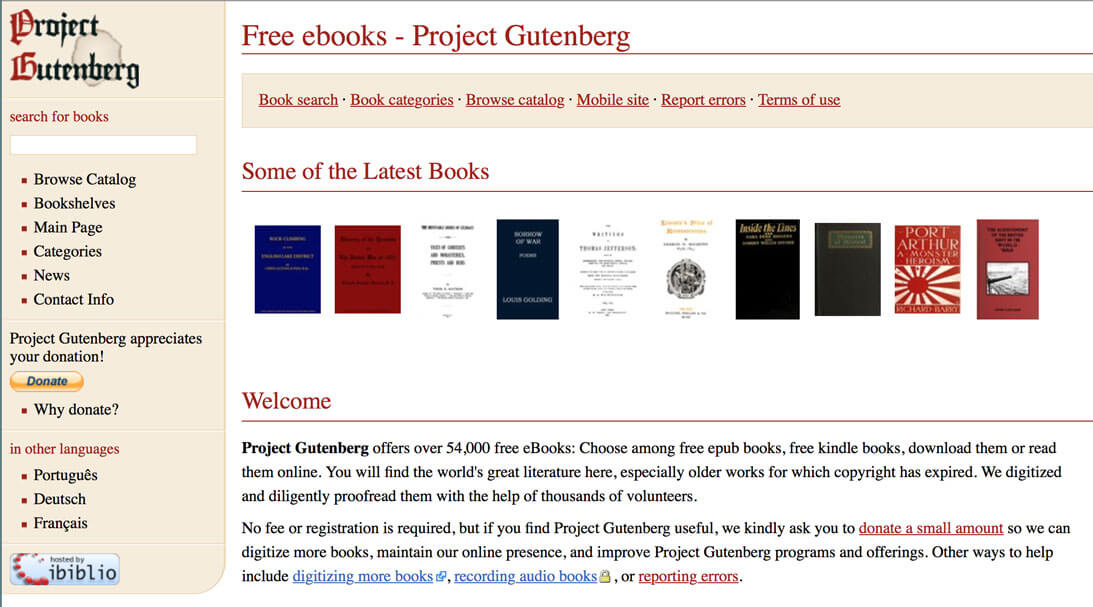 Project
Gutenberg
search for books
Browse Catalog
Bookshelves
Main Page
Categories
News
Contact Info
Project Gutenberg appreciates
your donation!
Donate
Why donate?
in other languages
Português
Deutsch
Français
hosted by
ibiblio
Free ebooks - Project Gutenberg
Book search · Book categories · Browse catalog · Mobile site · Report errors · Terms of use
Some of the Latest Books
ROCK-CLIMBING
ENGLISH LAKE DISTRICT
SORROW
OF WAR
POEMS
LOUIS GOLDING
WRITINGS
THOMAS JEFFERSON
Inside the Lines
PORT
ARTHUR
A MONSTER
HEROISM
RICHARD BARRY
Welcome
Project Gutenberg offers over 54,000 free eBooks: Choose among free epub books, free kindle books, download them or read
them online. You will find the world's great literature here, especially older works for which copyright has expired. We digitized
and diligently proofread them with the help of thousands of volunteers.
No fee or registration is required, but if you find Project Gutenberg useful, we kindly ask you to donate a small amount so we can
digitize more books, maintain our online presence, and improve Project Gutenberg programs and offerings. Other ways to help
include digitizing more books, recording audio books, or reporting errors.